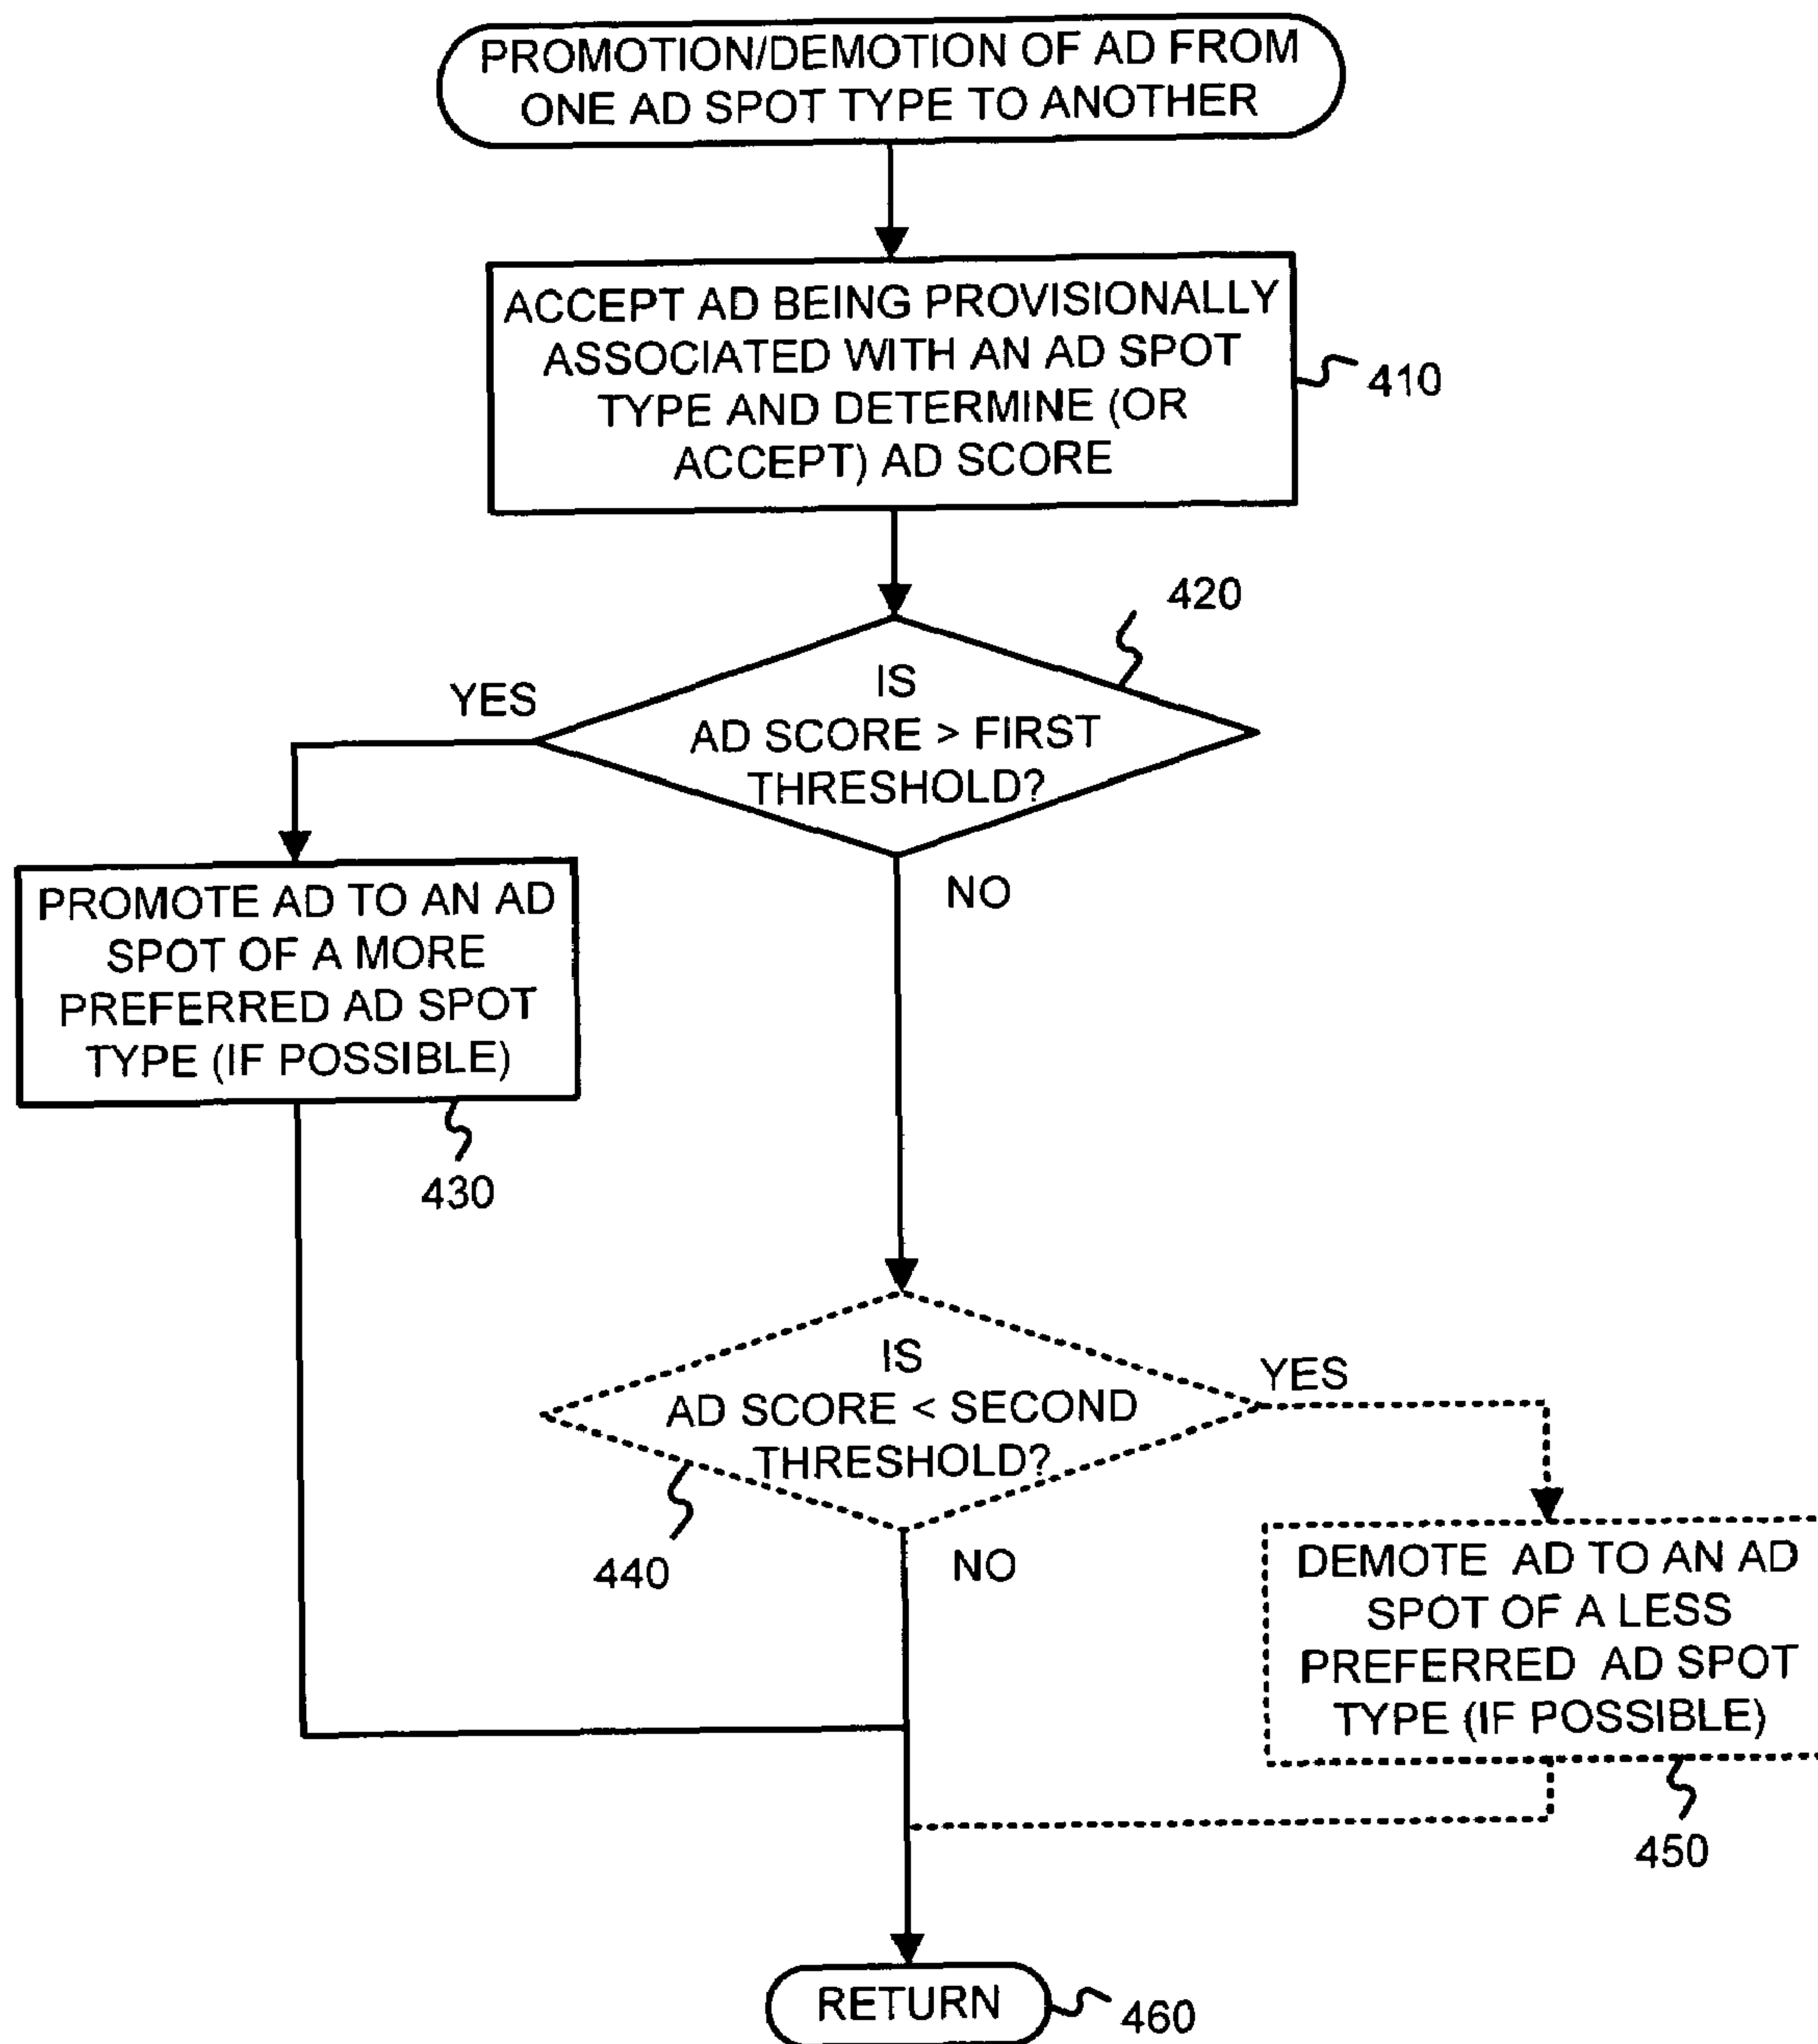 PROMOTION/DEMOTION OF AD FROM
ONE AD SPOT TYPE TO ANOTHER
ACCEPT AD BEING PROVISIONALLY
ASSOCIATED WITH AN AD SPOT
TYPE AND DETERMINE (OR
ACCEPT) AD SCORE
410
420
IS
AD SCORE > FIRST
THRESHOLD?
YES
NO
PROMOTE AD TO AN AD
SPOT OF A MORE
PREFERRED AD SPOT
TYPE (IF POSSIBLE)
430
IS
AD SCORE < SECOND
THRESHOLD?
YES
440
NO
DEMOTE AD TO AN AD
SPOT OF A LESS
PREFERRED AD SPOT
TYPE (IF POSSIBLE)
450
RETURN
460